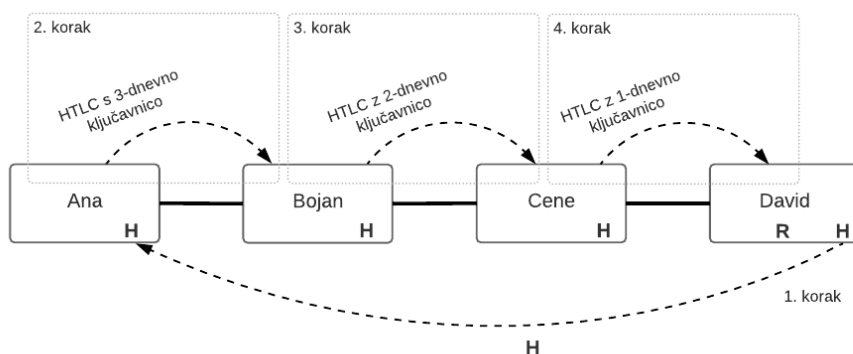 2. korak
3. korak
4. korak
HTLC s 3-dnevno
ključavnico
HTLC z 2-dnevno
ključavnico
HTLC z 1-dnevno
ključavnico
Ana
H
Bojan
H
Cene
H
David
R H
1. korak
H